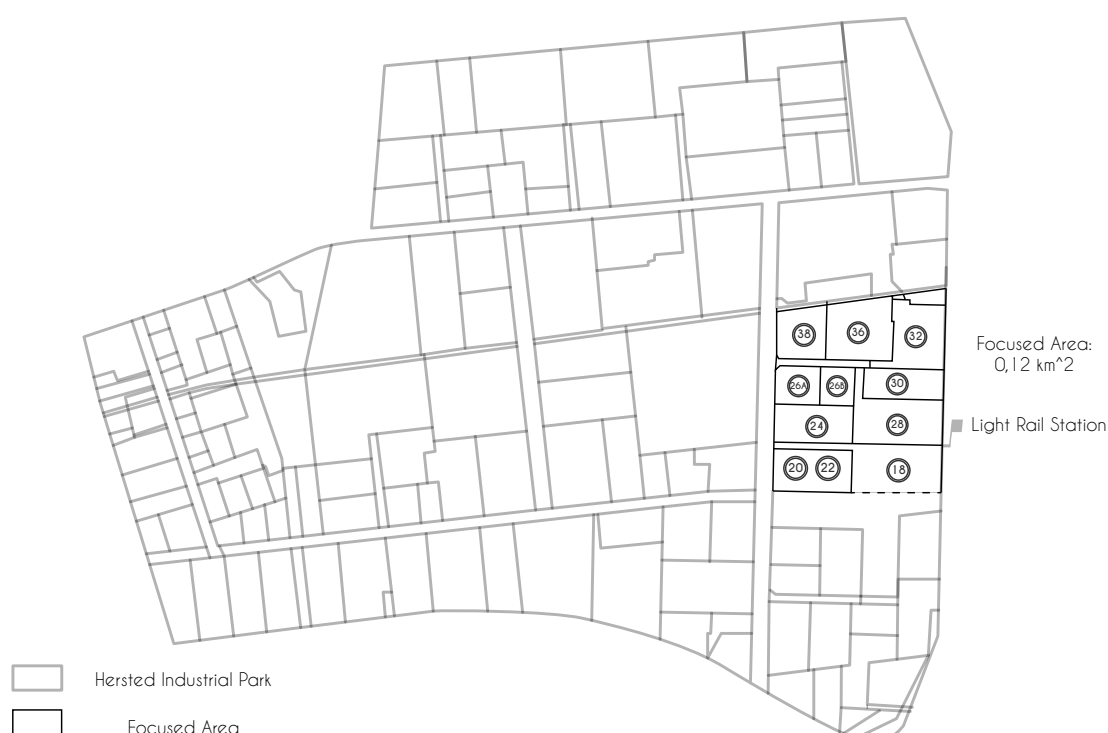 38
36
32
Focused Area:
0,12 km^2
26A
26B
30
24
28
Light Rail Station
20
22
18
Hersted Industrial Park
Focused Area